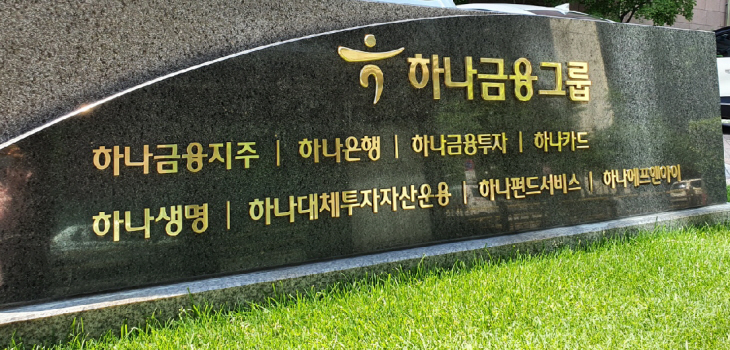 하나금융그룹
하나금융지주 | 하나은행 | 하나금융투자 | 하나카드
하나생명 | 하나대체투자자산운용 | 하나펀드서비스 | 하나에프앤아이